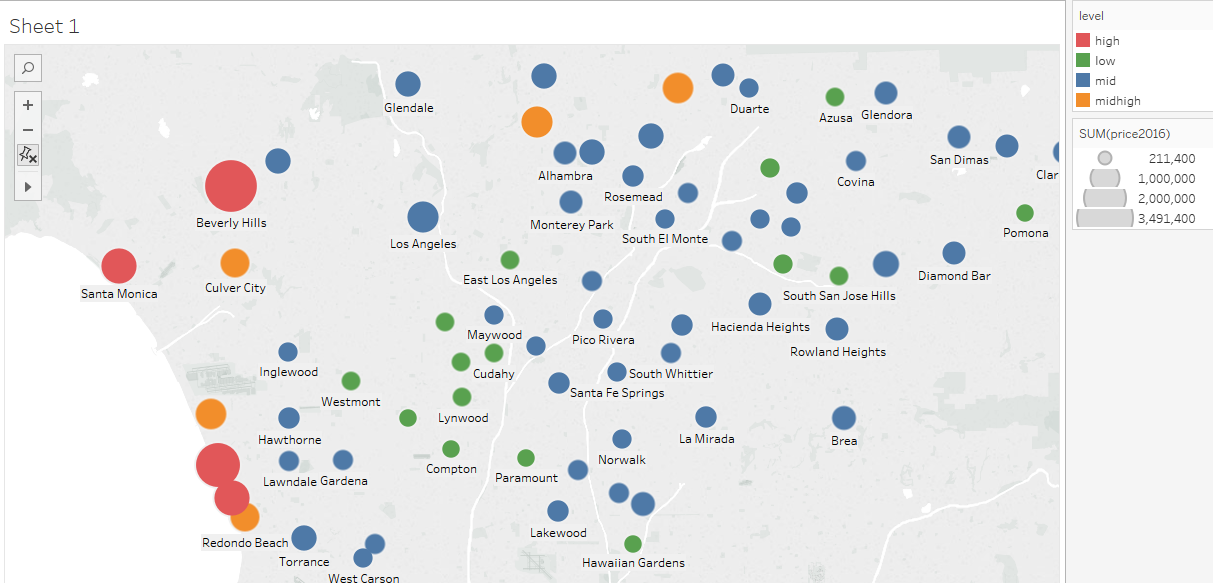 Sheet 1
Glendale
Duarte
Azusa
Glendora
Alhambra
San Dimas
Clar
Covina
Rosemead
Beverly Hills
Monterey Park
Los Angeles
South El Monte
Pomona
East Los Angeles
Diamond Bar
Santa Monica
Culver City
South San Jose Hills
Maywood
Pico Rivera
Hacienda Heights
Rowland Heights
Inglewood
Cudahy
South Whittier
Westmont
Santa Fe Springs
Lynwood
Hawthorne
La Mirada
Brea
Compton
Norwalk
Lawndale
Gardena
Paramount
Lakewood
Redondo Beach
Torrance
Hawaiian Gardens
West Carson
level
high
low
mid
midhigh
SUM(price2016)
211,400
1,000,000
2,000,000
3,491,400